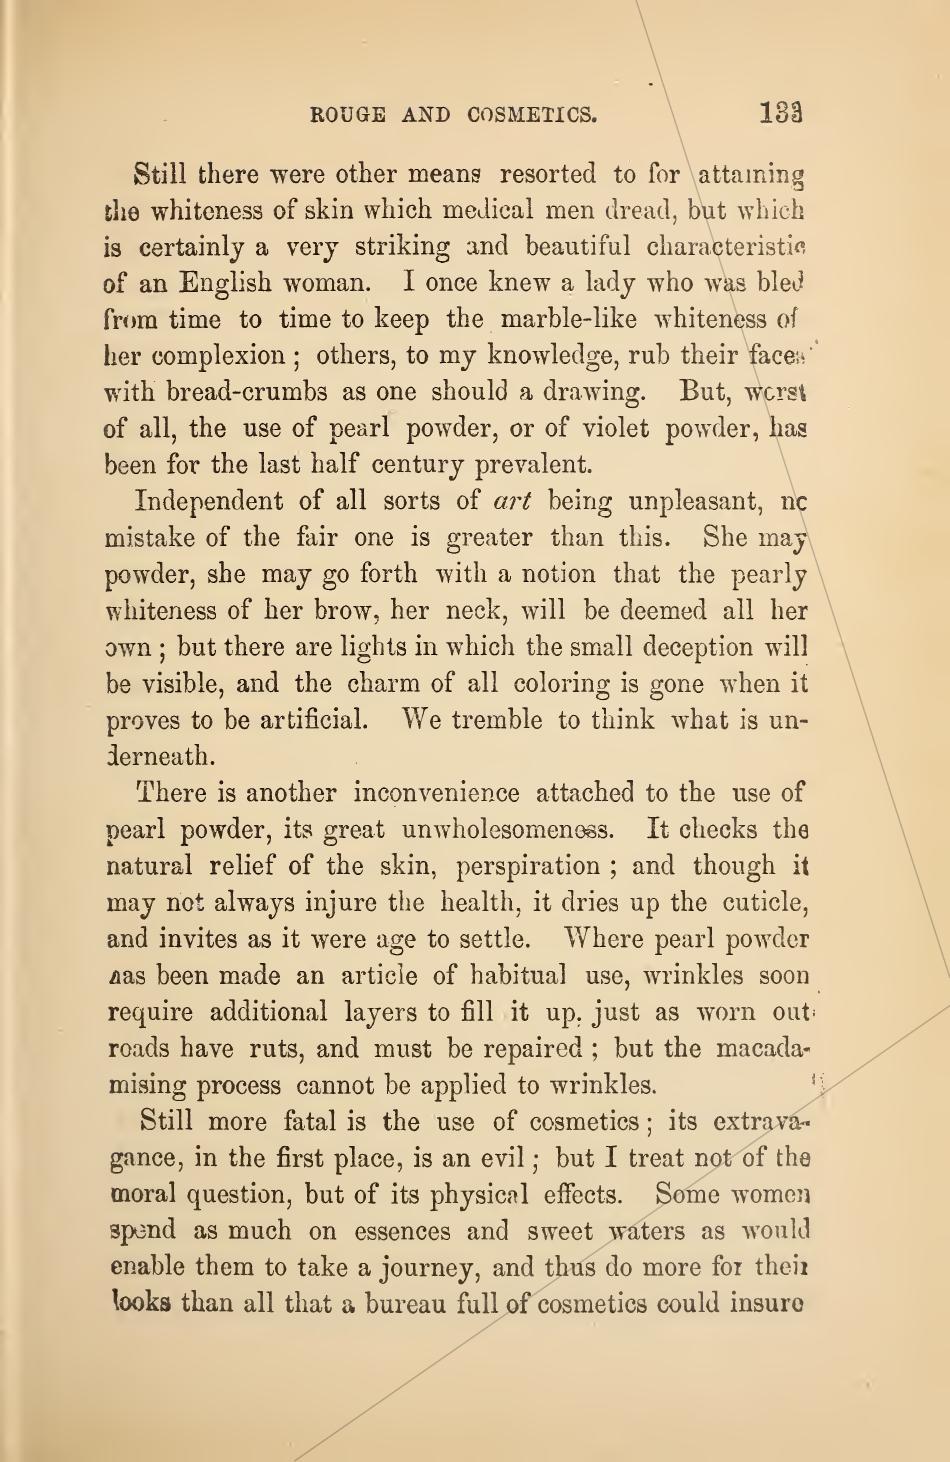 ROUGE AND COSMETICS. 133
Still there were other means resorted to for attaining
the whiteness of skin which medical men dread, but which
is certainly a very striking and beautiful characteristic
of an English woman. I once knew a lady who was bled
from time to time to keep the marble-like whiteness of
her complexion ; others, to my knowledge, rub their faces
with bread-crumbs as one should a drawing. But, worst
of all, the use of pearl powder, or of violet powder, has
been for the last half century prevalent.
Independent of all sorts of art being unpleasant, no
mistake of the fair one is greater than this. She may
powder, she may go forth with a notion that the pearly
whiteness of her brow, her neck, will be deemed all her
own ; but there are lights in which the small deception will
be visible, and the charm of all coloring is gone when it
proves to be artificial. We tremble to think what is un-
derneath.
There is another inconvenience attached to the use of
pearl powder, its great unwholesomeness. It checks the
natural relief of the skin, perspiration ; and though it
may not always injure the health, it dries up the cuticle,
and invites as it were age to settle. Where pearl powder
has been made an article of habitual use, wrinkles soon
require additional layers to fill it up, just as worn out
roads have ruts, and must be repaired ; but the macada-
mising process cannot be applied to wrinkles.
Still more fatal is the use of cosmetics ; its extrava-
gance, in the first place, is an evil ; but I treat not of the
moral question, but of its physical effects. Some women
spend as much on essences and sweet waters as would
enable them to take a journey, and thus do more for their
looks than all that a bureau full of cosmetics could insure